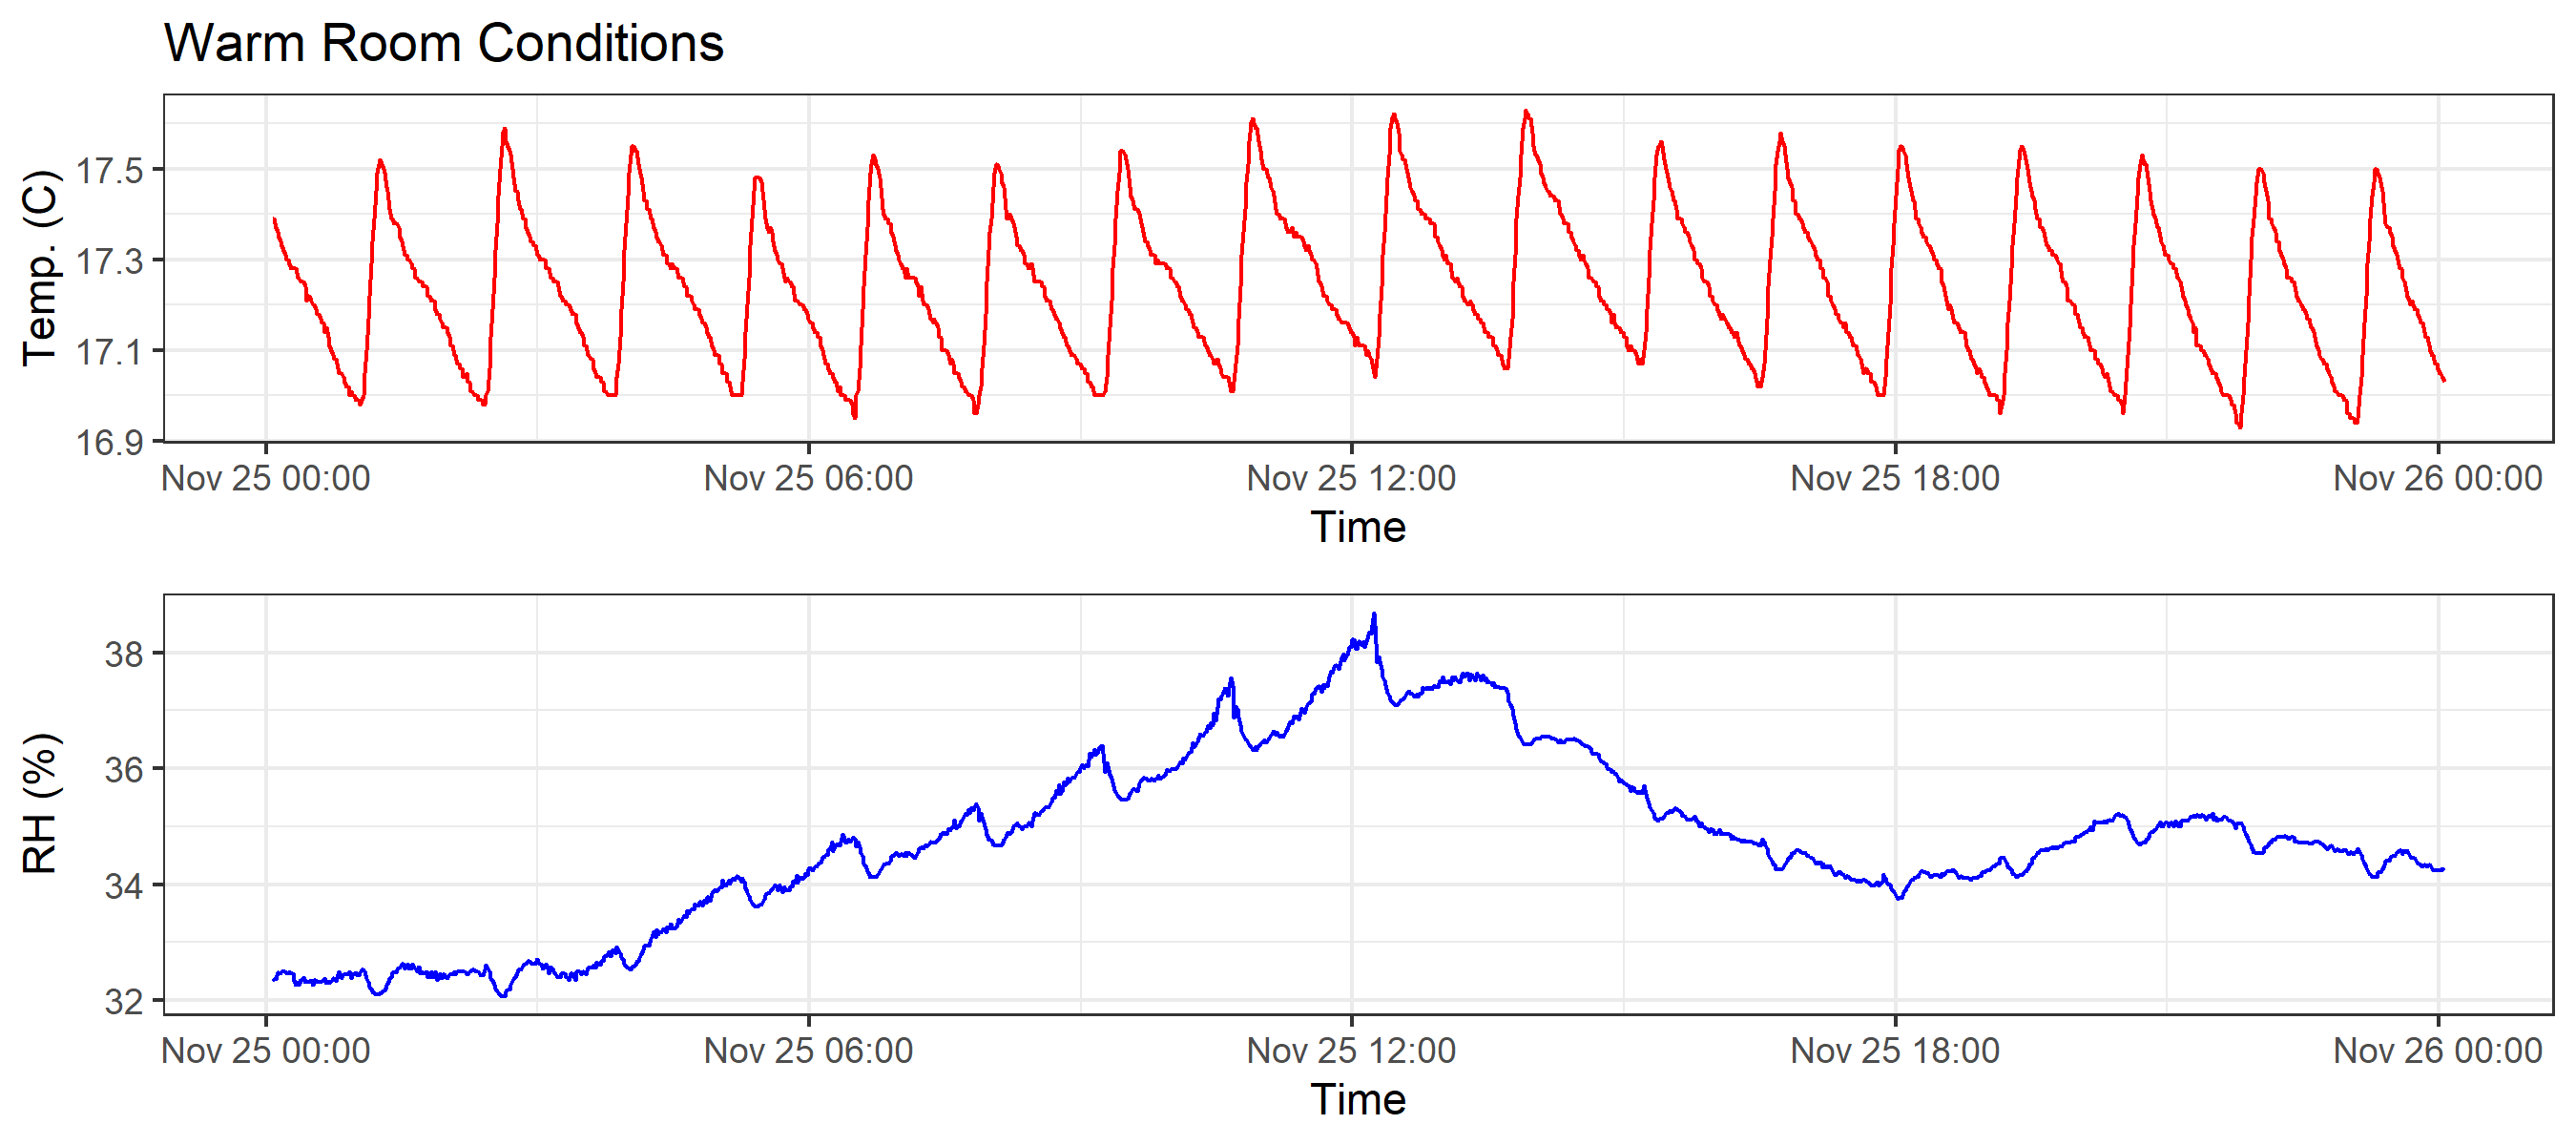 Warm Room Conditions
Temp. (C)
17.5
17.3
17.1
16.9
Nov 25 00:00 Nov 25 06:00 Nov 25 12:00 Nov 25 18:00 Nov 26 00:00
Time
RH (%)
38
36
34
32
Nov 25 00:00 Nov 25 06:00 Nov 25 12:00 Nov 25 18:00 Nov 26 00:00
Time